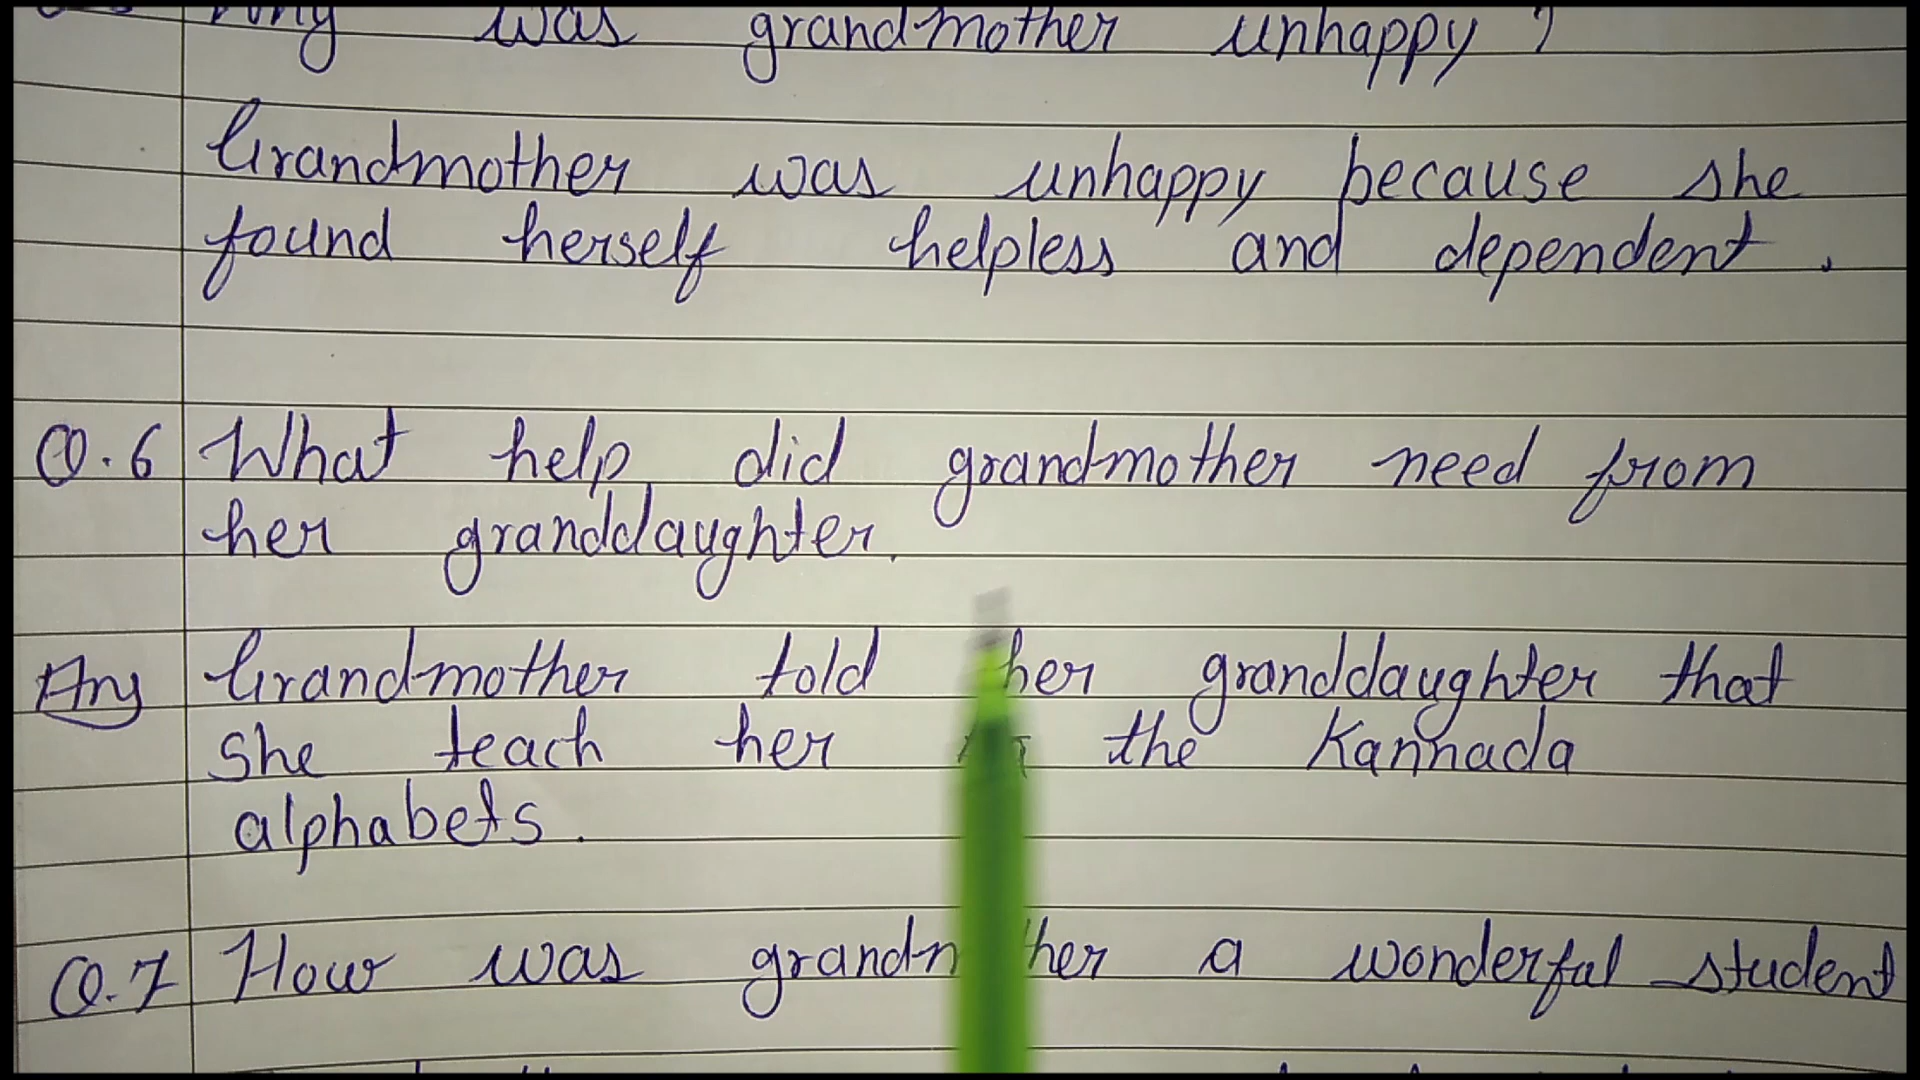 was grandmother unhappy ?
Grandmother was unhappy because she
found herself helpless and dependent.
Q.6 What help did grandmother need from
her granddaughter.
Ans Grandmother told her granddaughter that
she teach her the Kannada
alphabets.
Q.7 How was a wonderful student